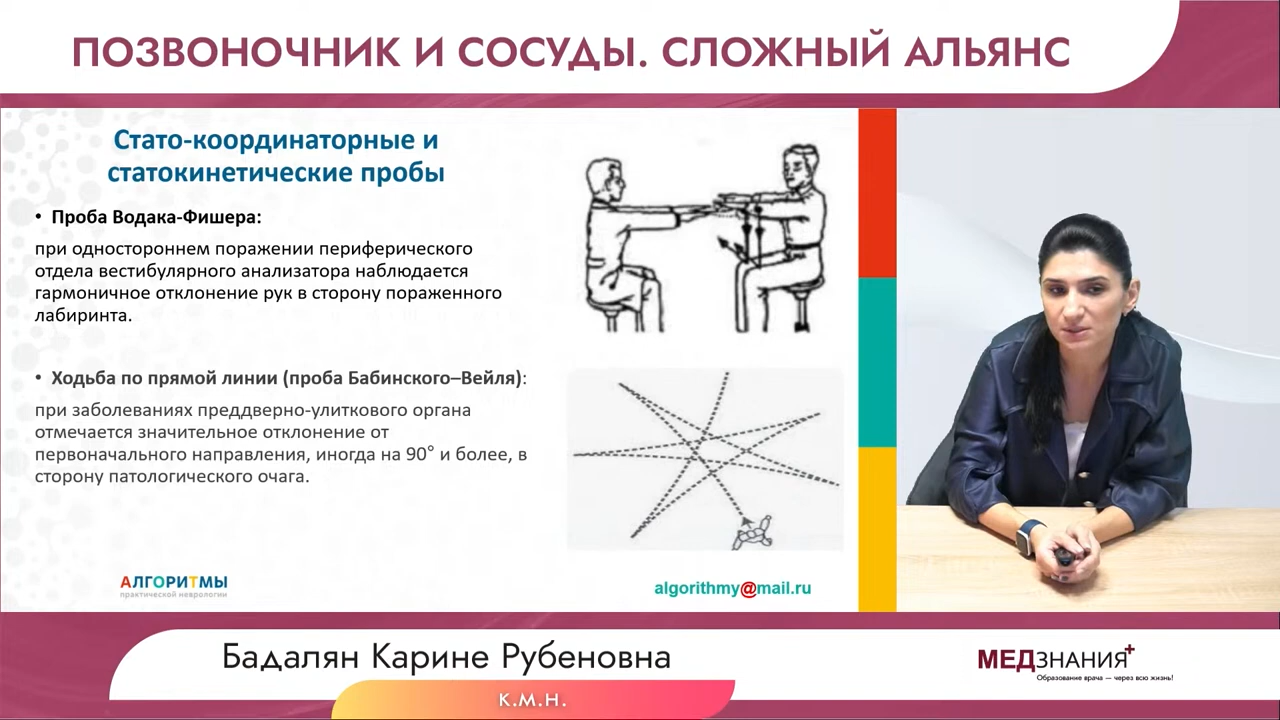 ПОЗВОНОЧНИК И СОСУДЫ. СЛОЖНЫЙ АЛЬЯНС
Стато-координаторные и
статокинетические пробы
• Проба Водака-Фишера:
при одностороннем поражении периферического
отдела вестибулярного анализатора наблюдается
гармоничное отклонение рук в сторону пораженного
лабиринта.
• Ходьба по прямой линии (проба Бабинского–Вейля):
при заболеваниях преддверно-улиткового органа
отмечается значительное отклонение от
первоначального направления, иногда на 90° и более, в
сторону патологического очага.
АЛГОРИТМЫ
практической неврологии
algorithmy@mail.ru
Бадалян Карине Рубеновна
к.м.н.
МЕДЗНАНИЯ+
Образование врача — через всю жизнь!